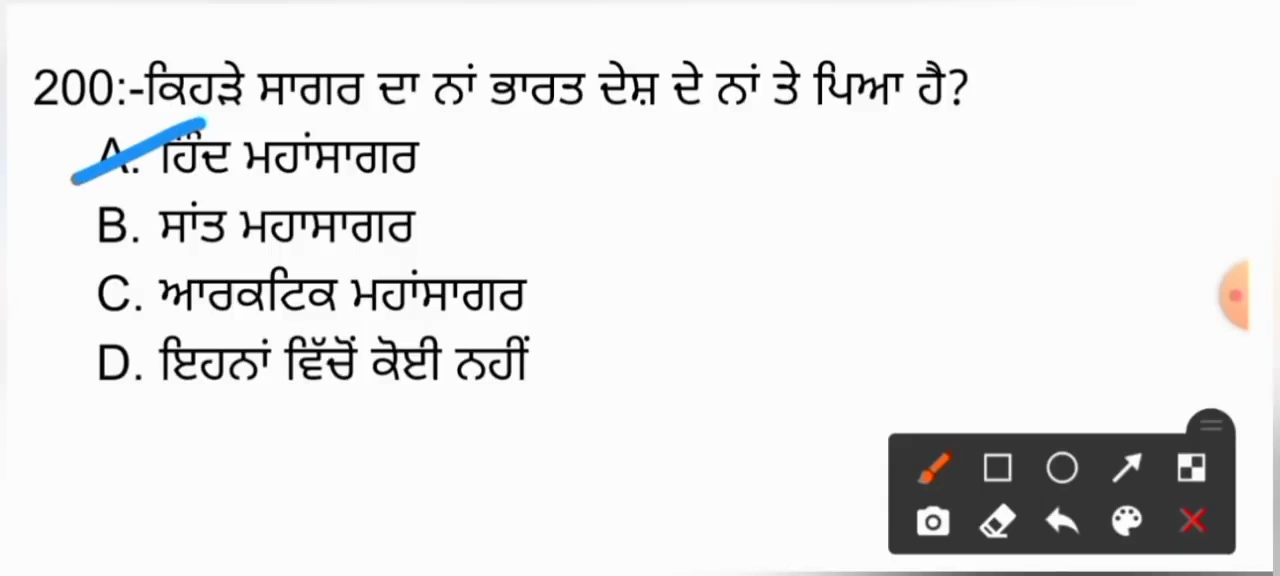 200:-ਕਿਹੜੇ ਸਾਗਰ ਦਾ ਨਾਂ ਭਾਰਤ ਦੇਸ਼ ਦੇ ਨਾਂ ਤੇ ਪਿਆ ਹੈ?
A. ਹਿੰਦ ਮਹਾਂਸਾਗਰ
B. ਸਾਂਤ ਮਹਾਸਾਗਰ
C. ਆਰਕਟਿਕ ਮਹਾਂਸਾਗਰ
D. ਇਹਨਾਂ ਵਿੱਚੋਂ ਕੋਈ ਨਹੀਂ